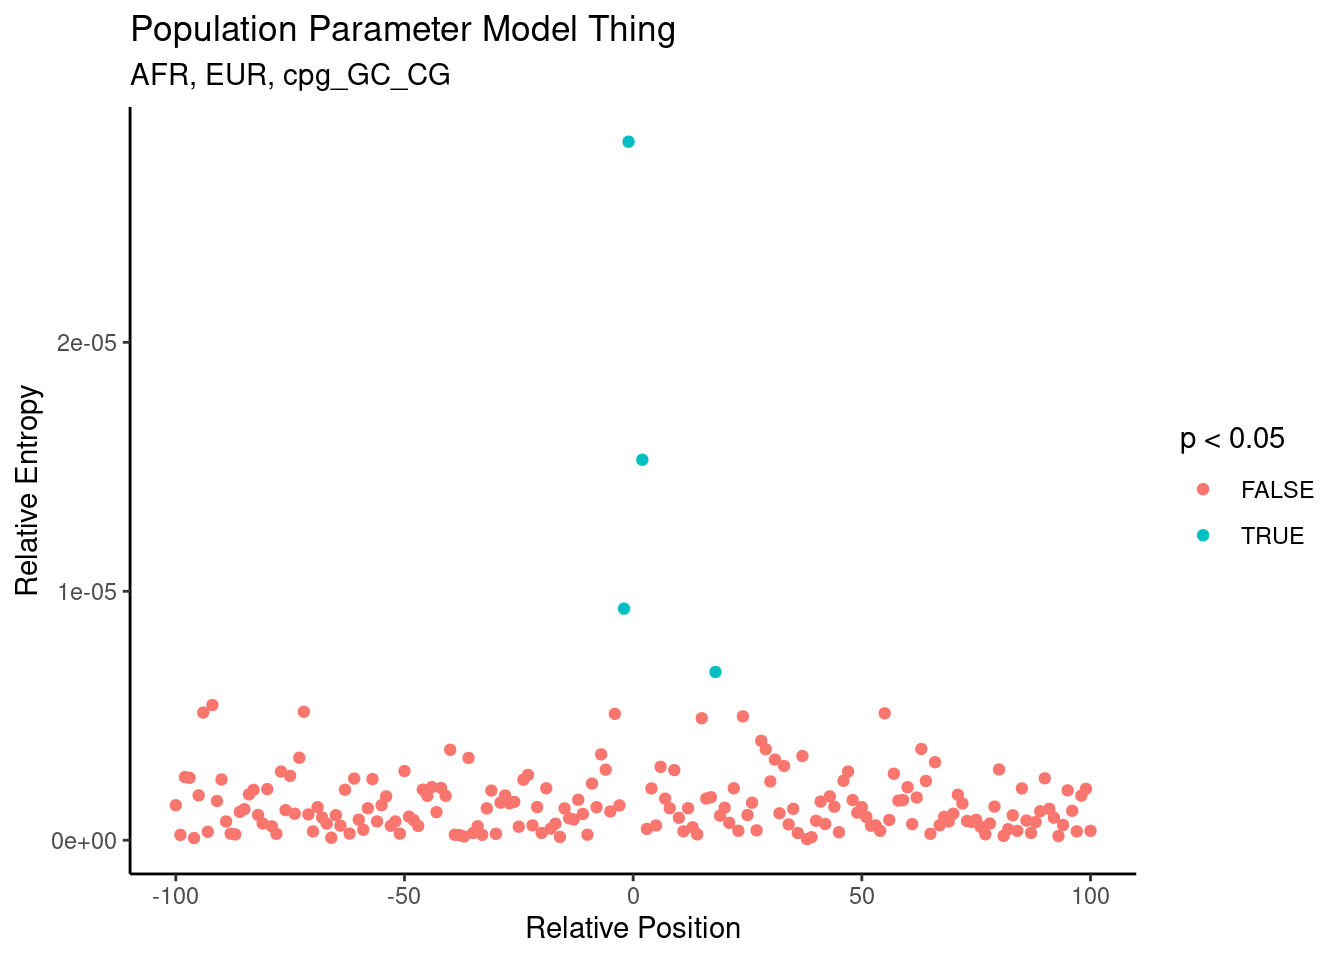 Population Parameter Model Thing
AFR, EUR, cpg_GC_CG
2e-05
1e-05
0e+00
Relative Entropy
-100
-50
0
50
100
Relative Position
p < 0.05
FALSE
TRUE